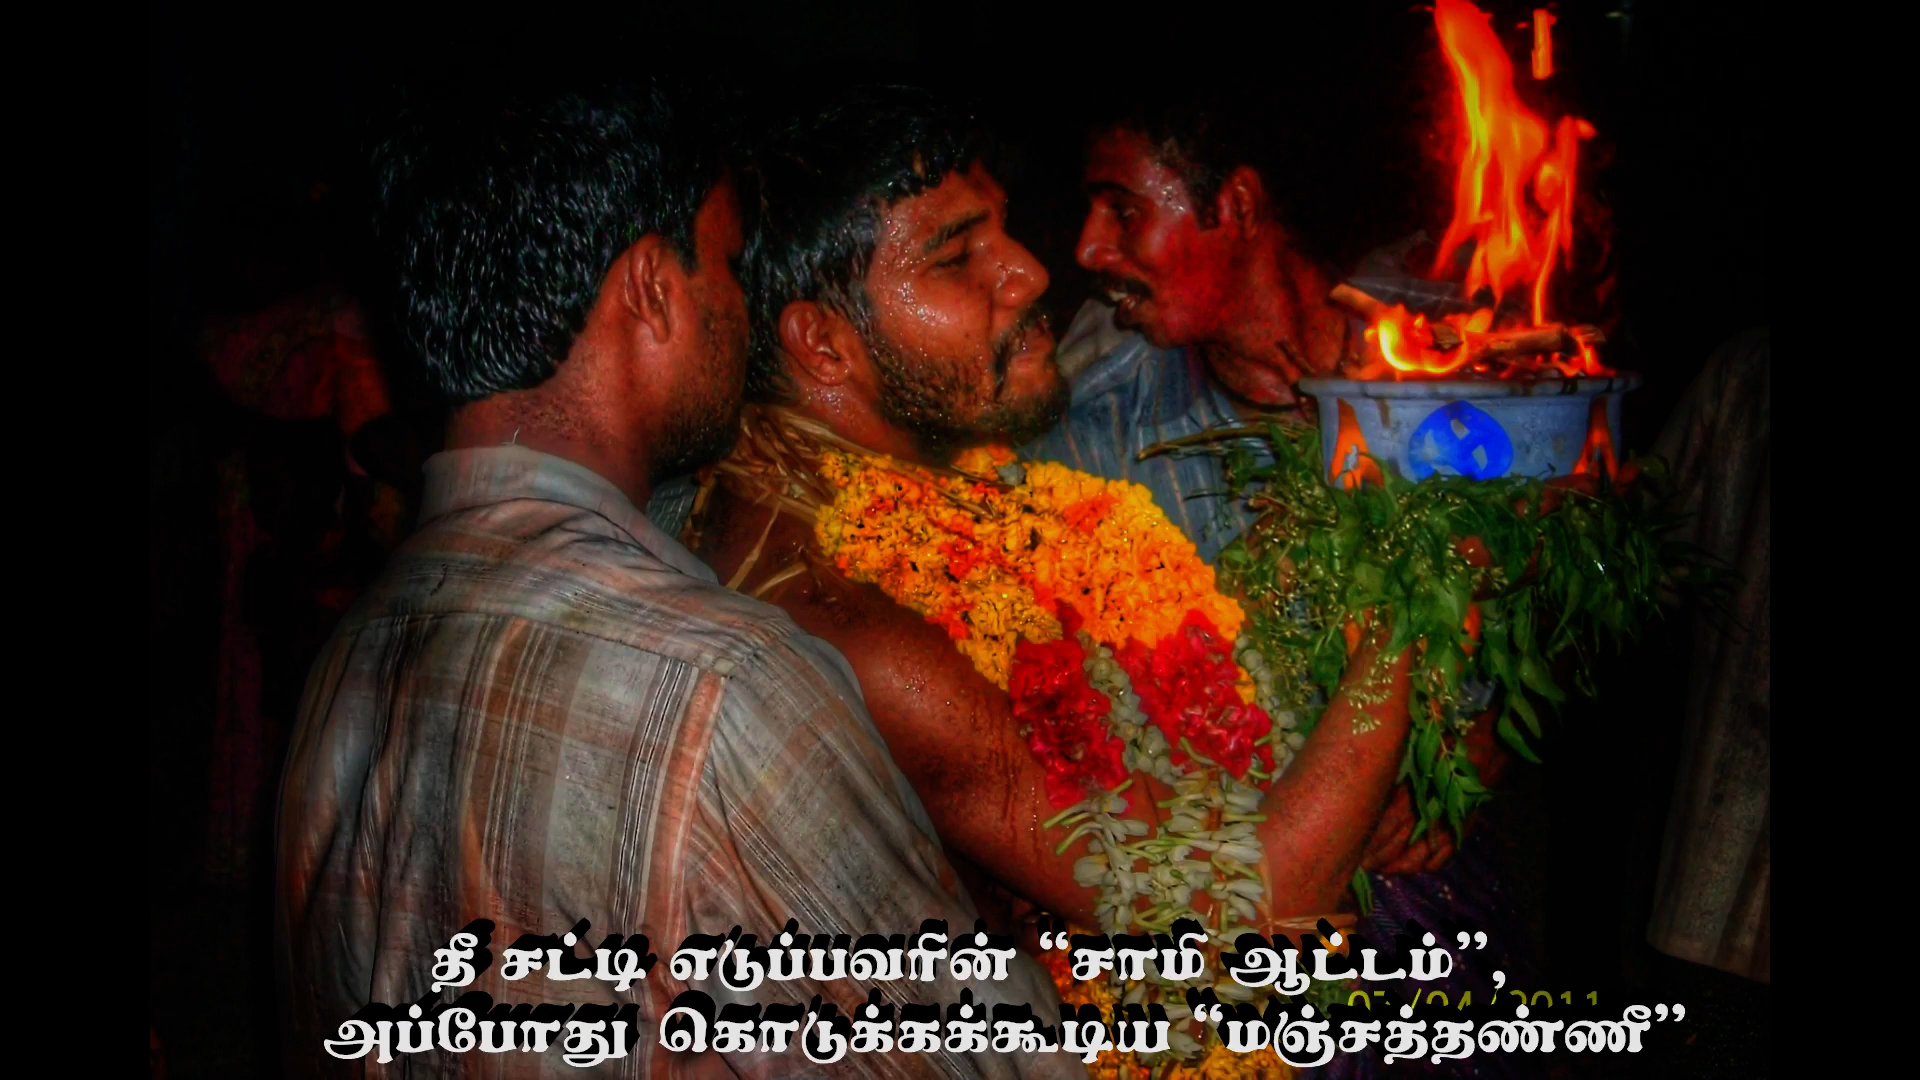 தீ சட்டி எடுப்பவரின் “சாமி ஆட்டம்”,
அப்போது கொடுக்கக்கூடிய “மஞ்சத்தண்ணீ”